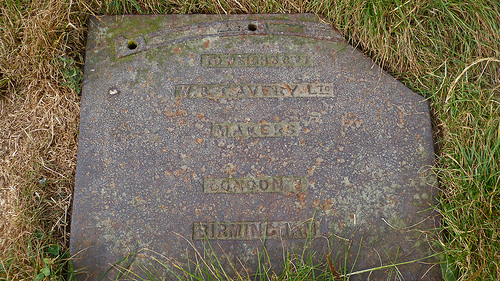 W & T AVERY LTD
MAKERS
LONDON &
BIRMINGHAM